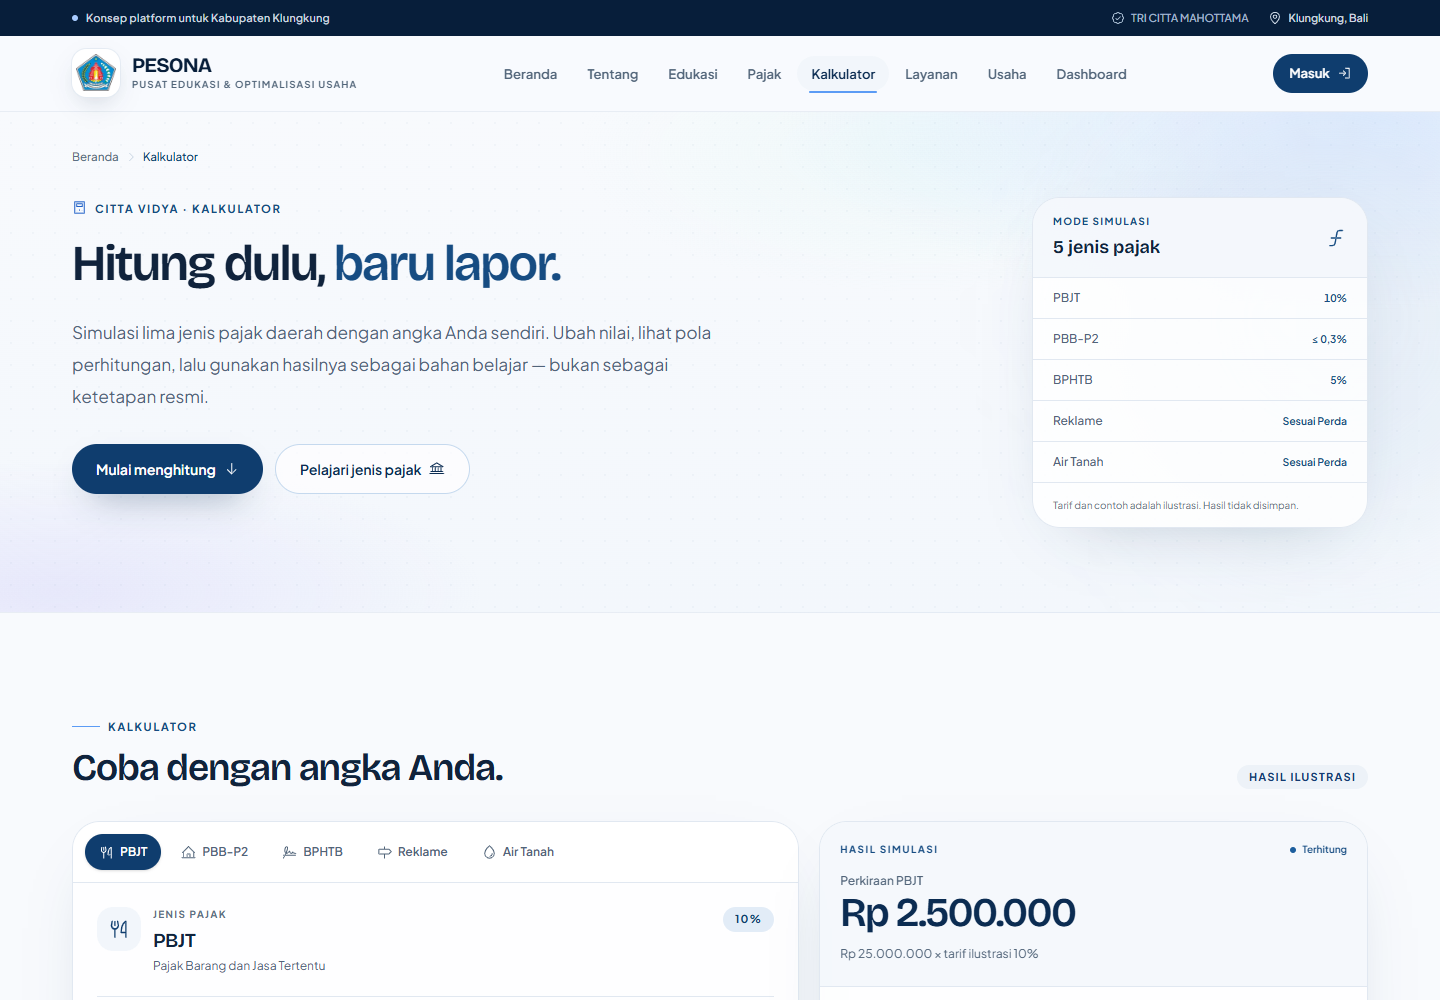 Konsep platform untuk Kabupaten Klungkung
TRI CITTA MAHOTTAMA
Klungkung, Bali
PESONA
PUSAT EDUKASI & OPTIMALISASI USAHA
Beranda
Tentang
Edukasi
Pajak
Kalkulator
Layanan
Usaha
Dashboard
Masuk
Beranda
Kalkulator
CITTA VIDYA · KALKULATOR
Hitung dulu, baru lapor.
Simulasi lima jenis pajak daerah dengan angka Anda sendiri. Ubah nilai, lihat pola
perhitungan, lalu gunakan hasilnya sebagai bahan belajar — bukan sebagai
ketetapan resmi.
Mulai menghitung
Pelajari jenis pajak
MODE SIMULASI
5 jenis pajak
PBJT 10%
PBB-P2 ≤ 0,3%
BPHTB 5%
Reklame Sesuai Perda
Air Tanah Sesuai Perda
Tarif dan contoh adalah ilustrasi. Hasil tidak disimpan.
KALKULATOR
Coba dengan angka Anda.
HASIL ILUSTRASI
PBJT
PBB-P2
BPHTB
Reklame
Air Tanah
JENIS PAJAK
PBJT
Pajak Barang dan Jasa Tertentu
10%
HASIL SIMULASI
Terhitung
Perkiraan PBJT
Rp 2.500.000
Rp 25.000.000 × tarif ilustrasi 10%